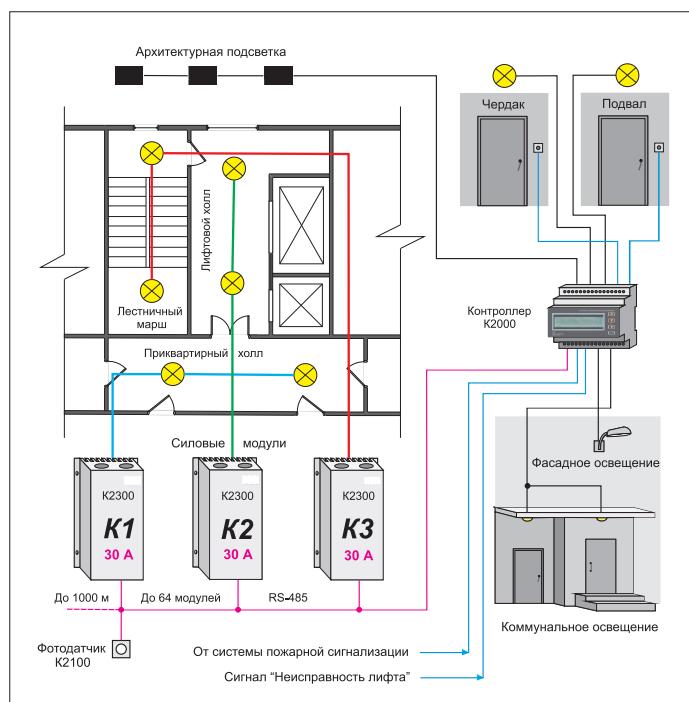 Архитектурная подсветка
Чердак
Подвал
Лифтовой холл
Лестничный
марш
Приквартирный холл
Контроллер
К2000
Силовые модули
К2300
К1
30 А
К2300
К2
30 А
К2300
К3
30 А
Фасадное освещение
До 1000 м
До 64 модулей
RS-485
Коммунальное освещение
Фотодатчик
К2100
От системы пожарной сигнализации
Сигнал “Неисправность лифта”